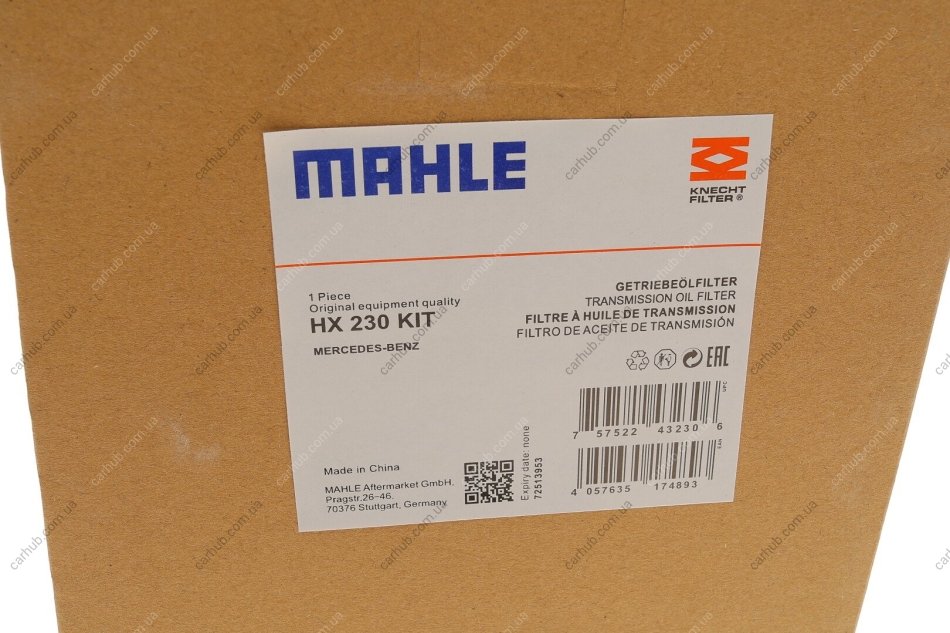 MAHLE
KNECHT
FILTER®
1 Piece
Original equipment quality
HX 230 KIT
MERCEDES-BENZ
GETRIEBEÖLFILTER
TRANSMISSION OIL FILTER
FILTRE À HUILE DE TRANSMISSION
FILTRO DE ACEITE DE TRANSMISIÓN
EAC
UPC
7 57522 43230 6
EAN
4 057635 174893
Expiry date: none
72513953
Made in China
MAHLE Aftermarket GmbH.
Pragstr.26-46,
70376 Stuttgart, Germany
carhub.com.ua